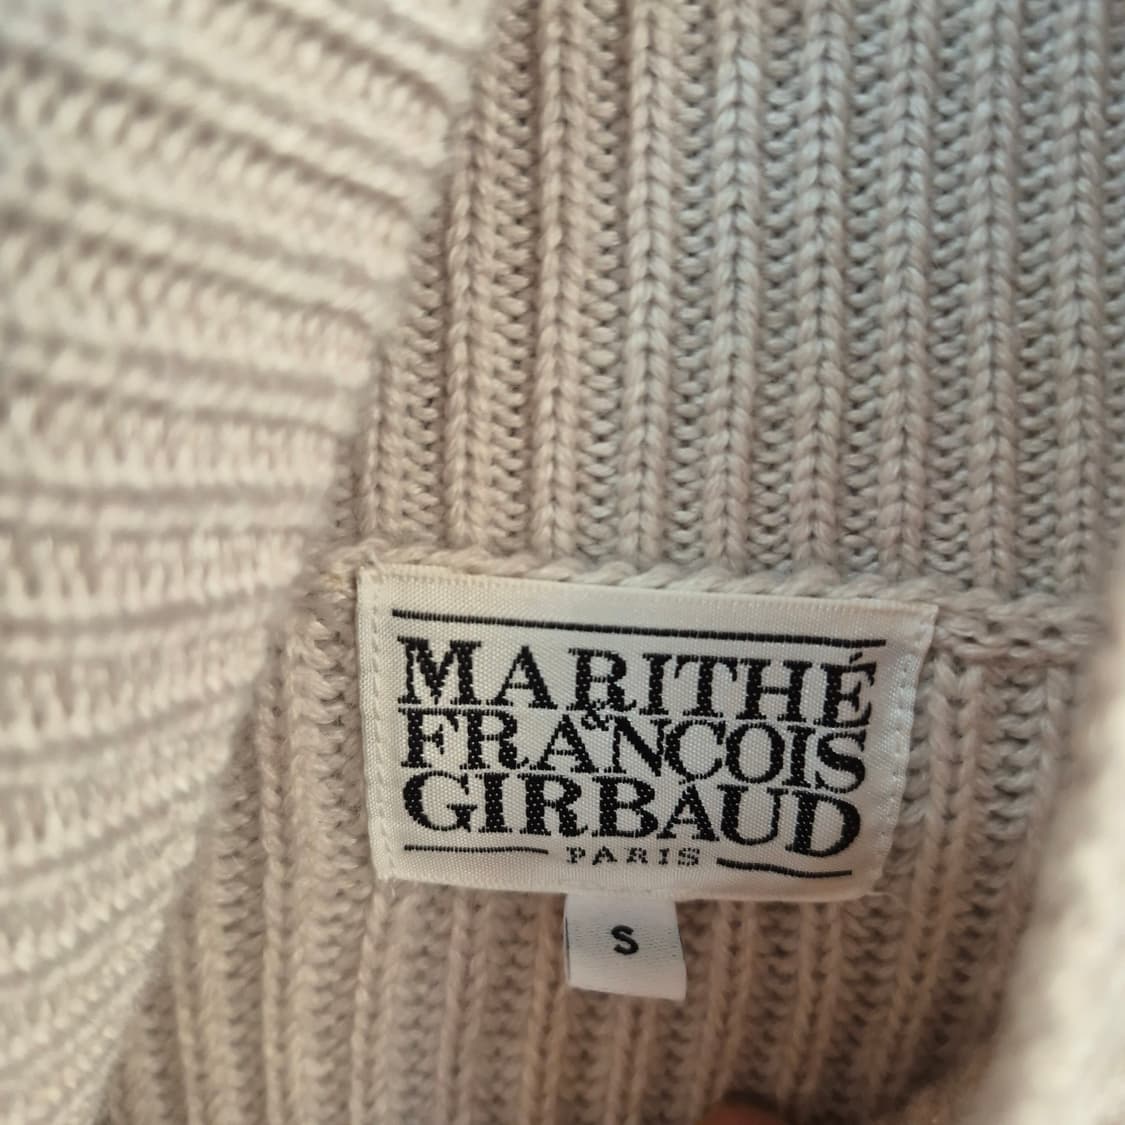 MARITHÉ
&
FRANÇOIS
GIRBAUD
PARIS
S